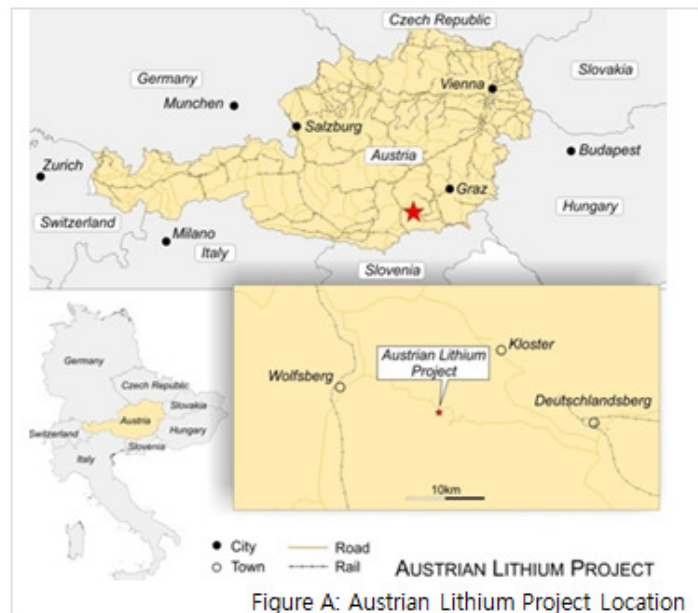 Czech Republic
Germany
Slovakia
Munchen
Vienna
Salzburg
Zurich
Austria
Budapest
Graz
Switzerland
Hungary
Milano
Italy
Slovenia
Germany
Czech Republic
Slovakia
Austria
Switzerland
Hungary
Slovenia
Italy
Kloster
Austrian Lithium
Project
Wolfsberg
Deutschlandsberg
10km
City
Road
Town
Rail
AUSTRIAN LITHIUM PROJECT
Figure A: Austrian Lithium Project Location